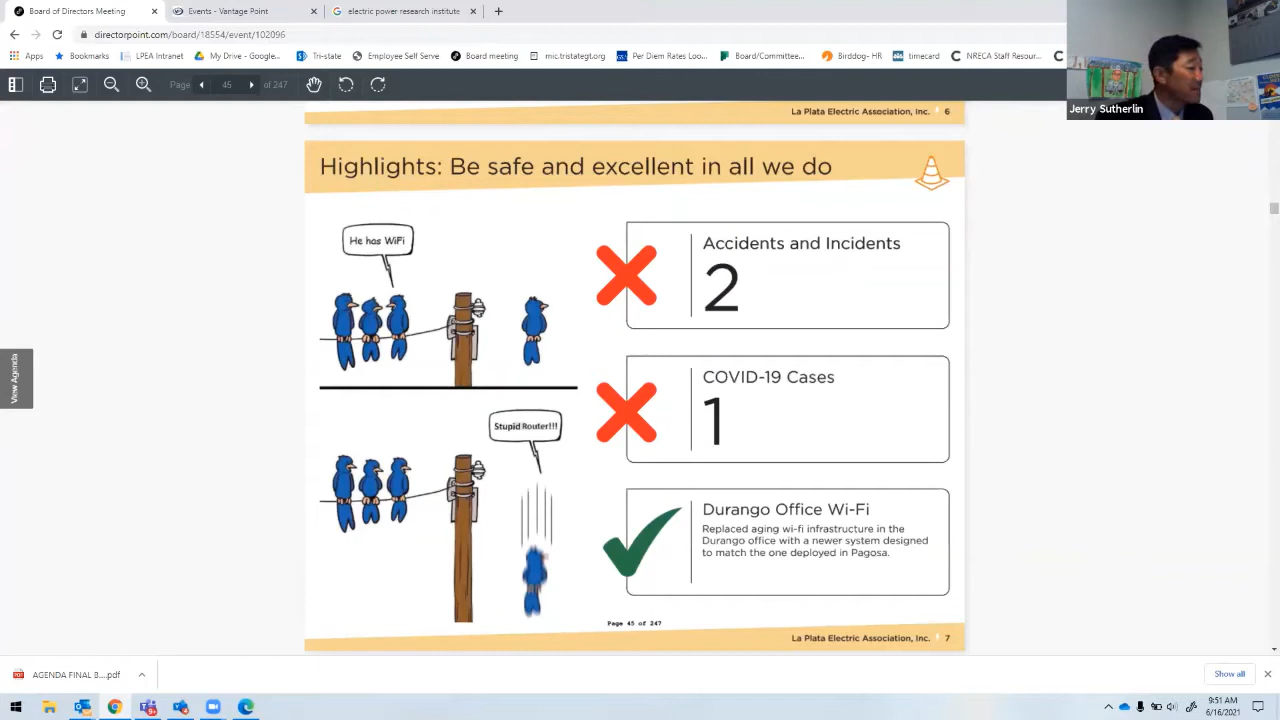 Board of Directors Meeting
Events - Vantage Point
electric power research institute
directorpoint.com/board/18554/event/102096
Apps
Bookmarks
LPEA Intranet
My Drive - Google...
Tri-state
Employee Self Serve
Board meeting
mic.tristategt.org
Per Diem Rates Loo...
Board/Committee...
Birddog- HR
timecard
NRECA Staff Resour...
Page
45
of 247
Jerry Sutherlin
La Plata Electric Association, Inc.
6
Highlights: Be safe and excellent in all we do
He has WiFi
Stupid Router!!!
Accidents and Incidents
2
COVID-19 Cases
1
Durango Office Wi-Fi
Replaced aging wi-fi infrastructure in the
Durango office with a newer system designed
to match the one deployed in Pagosa.
View Agenda
Page 45 of 247
La Plata Electric Association, Inc.
7
AGENDA FINAL B....pdf
Show all
9:51 AM
6/16/2021